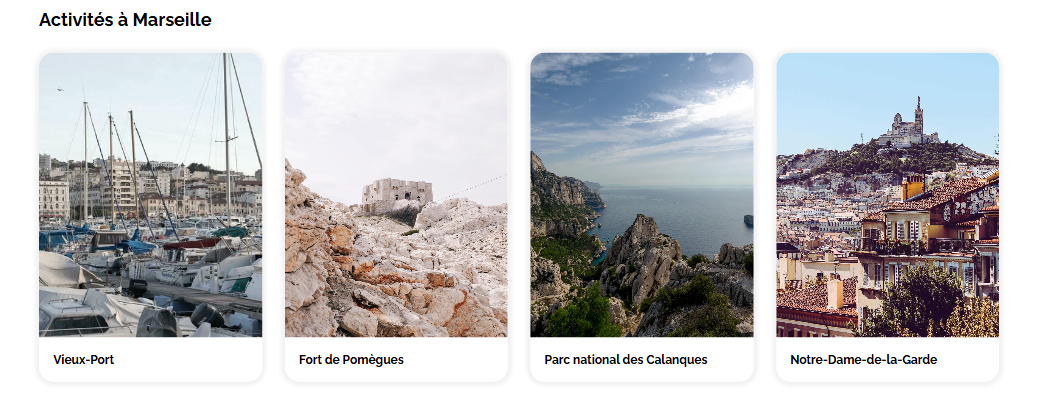 Activités à Marseille
Vieux-Port
Fort de Pomègues
Parc national des Calanques
Notre-Dame-de-la-Garde